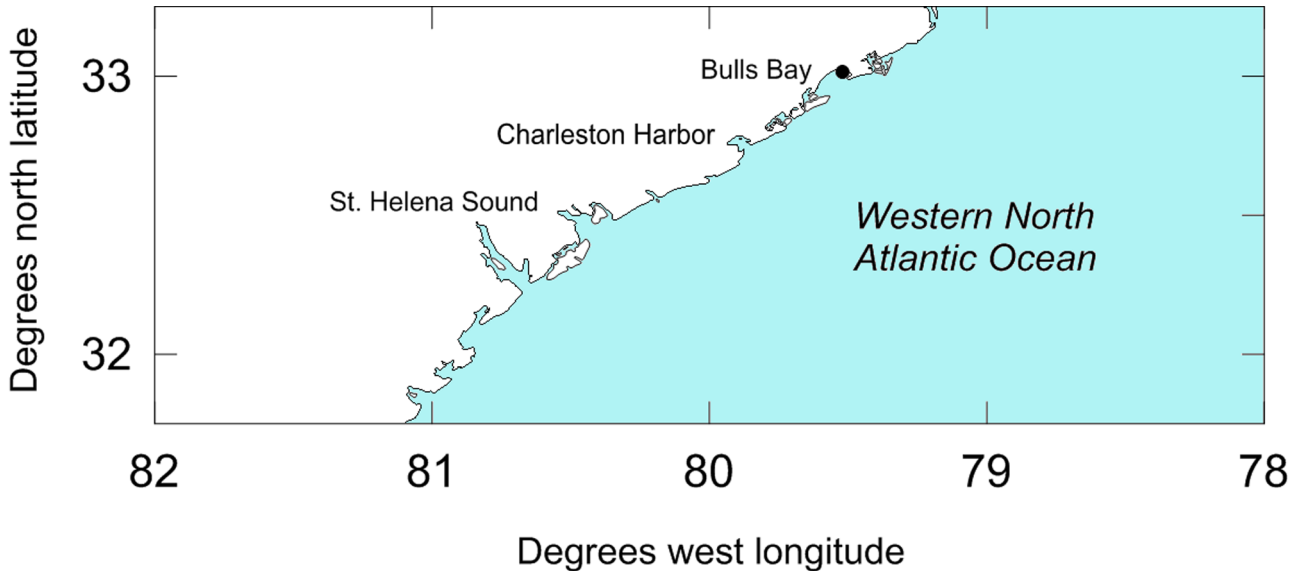 Degrees north latitude
33
32
Bulls Bay
Charleston Harbor
St. Helena Sound
Western North
Atlantic Ocean
82 81 80 79 78
Degrees west longitude